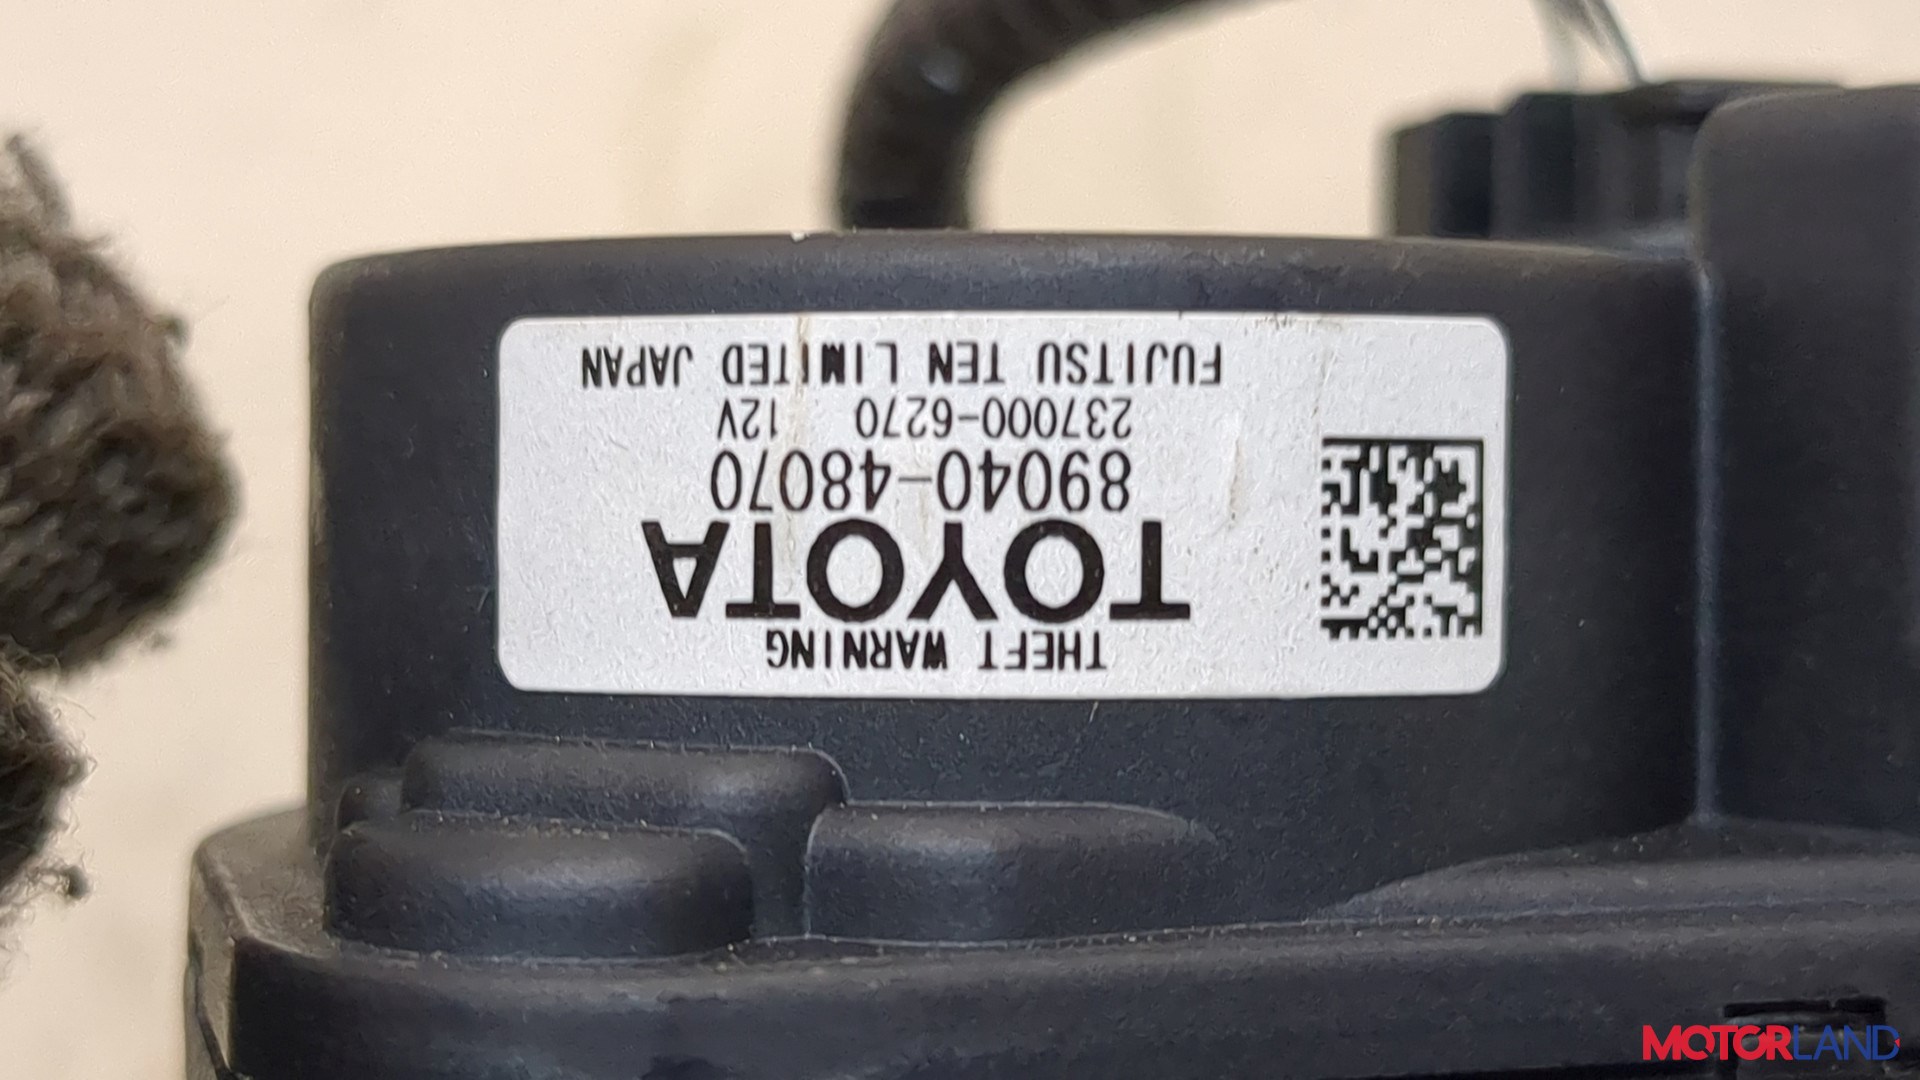 THEFT WARNING
TOYOTA
89040-48070
237000-6270 12V
FUJITSU TEN LIMITED JAPAN
MOTORLAND